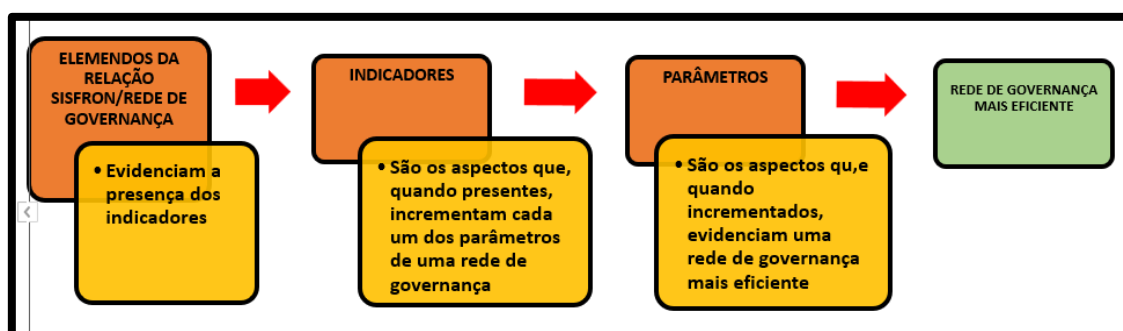 ELEMENDOS DA
RELAÇÃO
SISFRON/REDE DE
GOVERNANÇA
• Evidenciam a
presença dos
indicadores
INDICADORES
• São os aspectos que,
quando presentes,
incrementam cada
um dos parâmetros
de uma rede de
governança
PARÂMETROS
• São os aspectos qu,e
quando
incrementados,
evidenciam uma
rede de governança
mais eficiente
REDE DE GOVERNANÇA
MAIS EFICIENTE